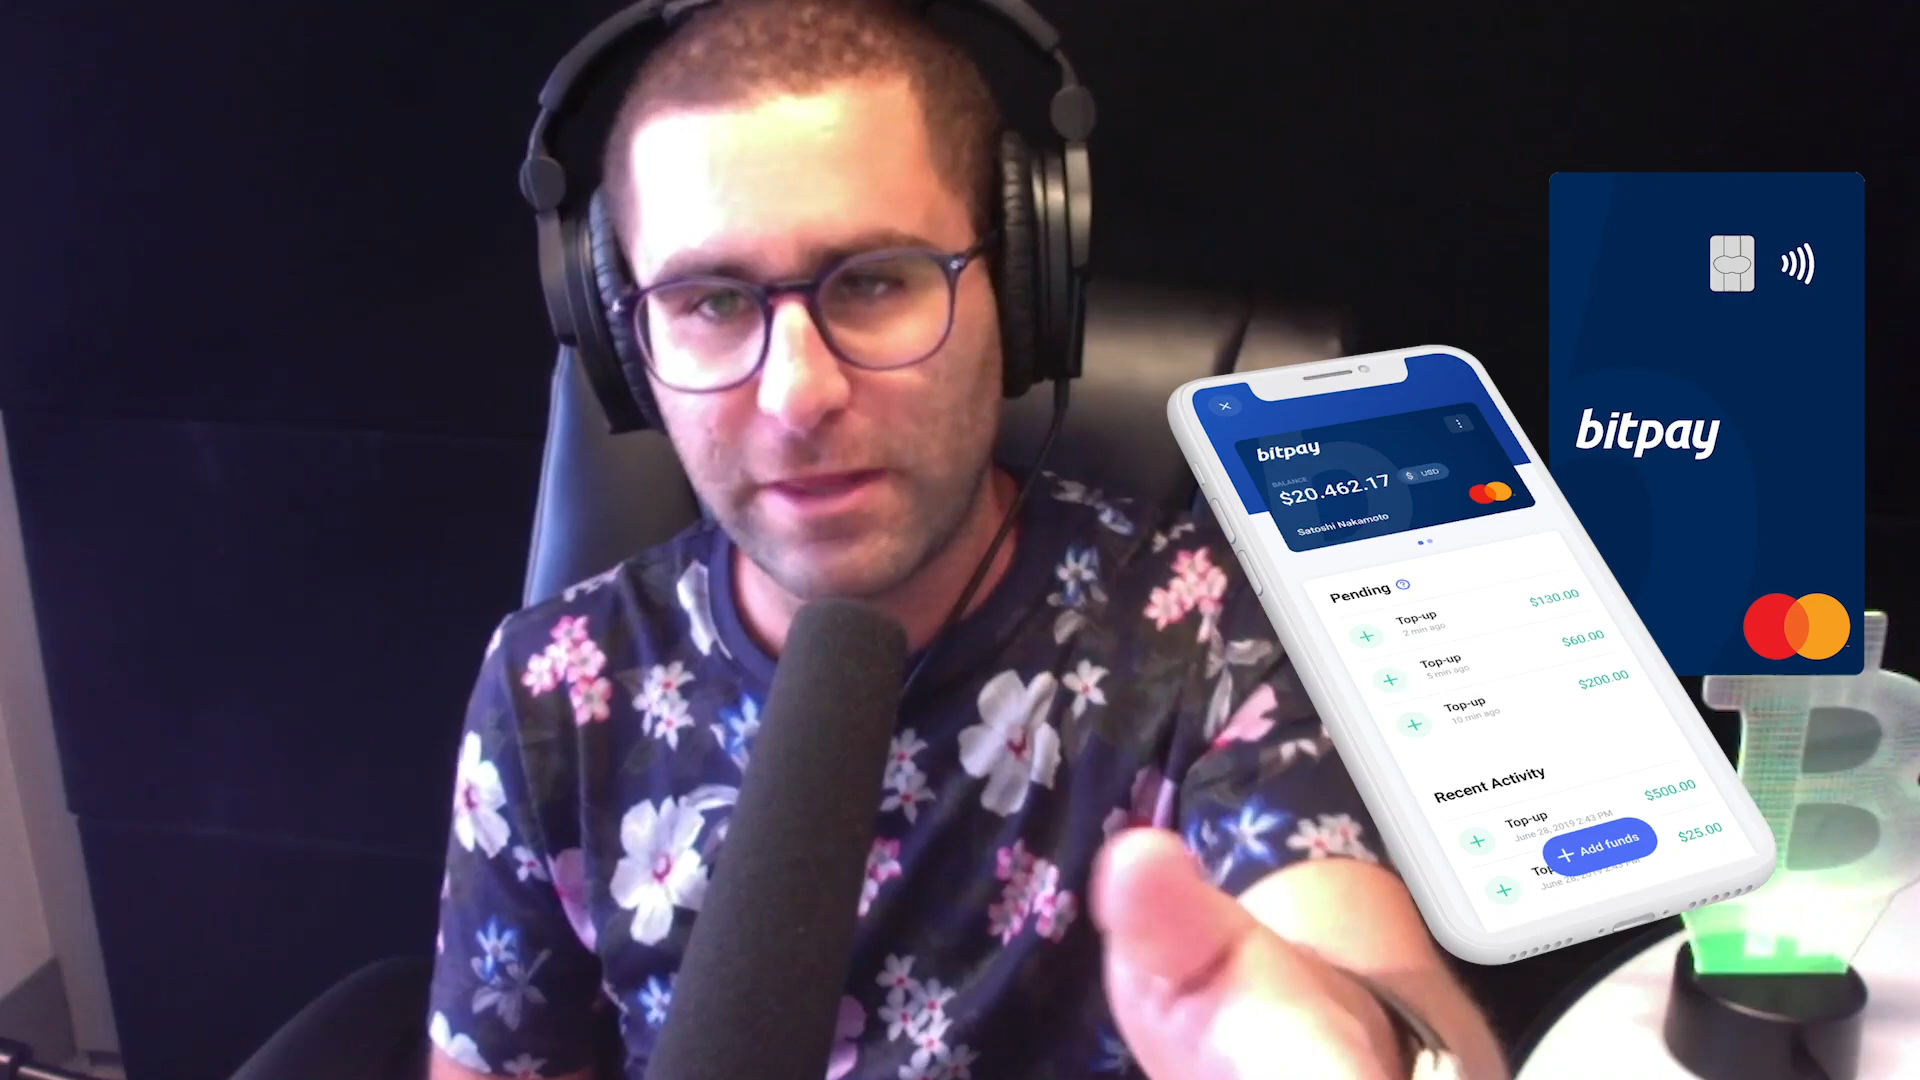 bitpay
BALANCE
$20.462.17 $ USD
Satoshi Nakamoto
Pending ?
Top-up $130.00
2 min ago
Top-up $60.00
5 min ago
Top-up $200.00
10 min ago
Recent Activity
Top-up $500.00
June 28, 2019 2:43 PM
+ Add funds
$25.00
bitpay
B